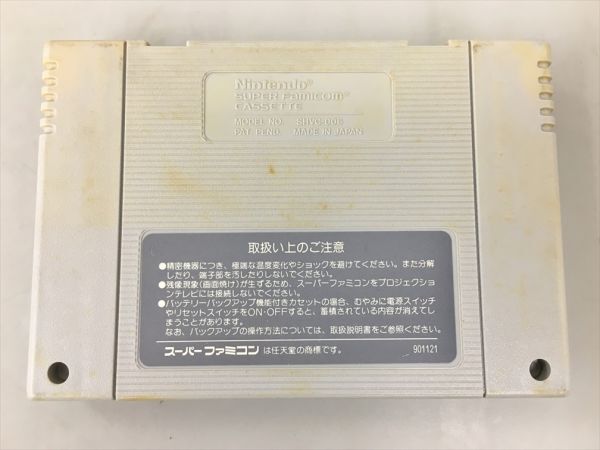 Nintendo®
SUPER FAMICOM®
CASSETTE
MODEL NO. SHVC-006
PAT. PEND. MADE IN JAPAN
取扱い上のご注意
●精密機器につき、極端な温度変化やショックを避けてください。また分解
したり、端子部を汚したりしないでください。
●残像現象(画面焼け)が生ずるため、スーパーファミコンをプロジェクショ
ンテレビには接続しないでください。
●バッテリーバックアップ機能付きカセットの場合、むやみに電源スイッチ
やリセットスイッチをON・OFFすると、蓄積されている内容が消えてし
まうことがあります。
なお、バックアップの操作方法については、取扱説明書をご参照ください。
スーパーファミコン は任天堂の商標です。 901121